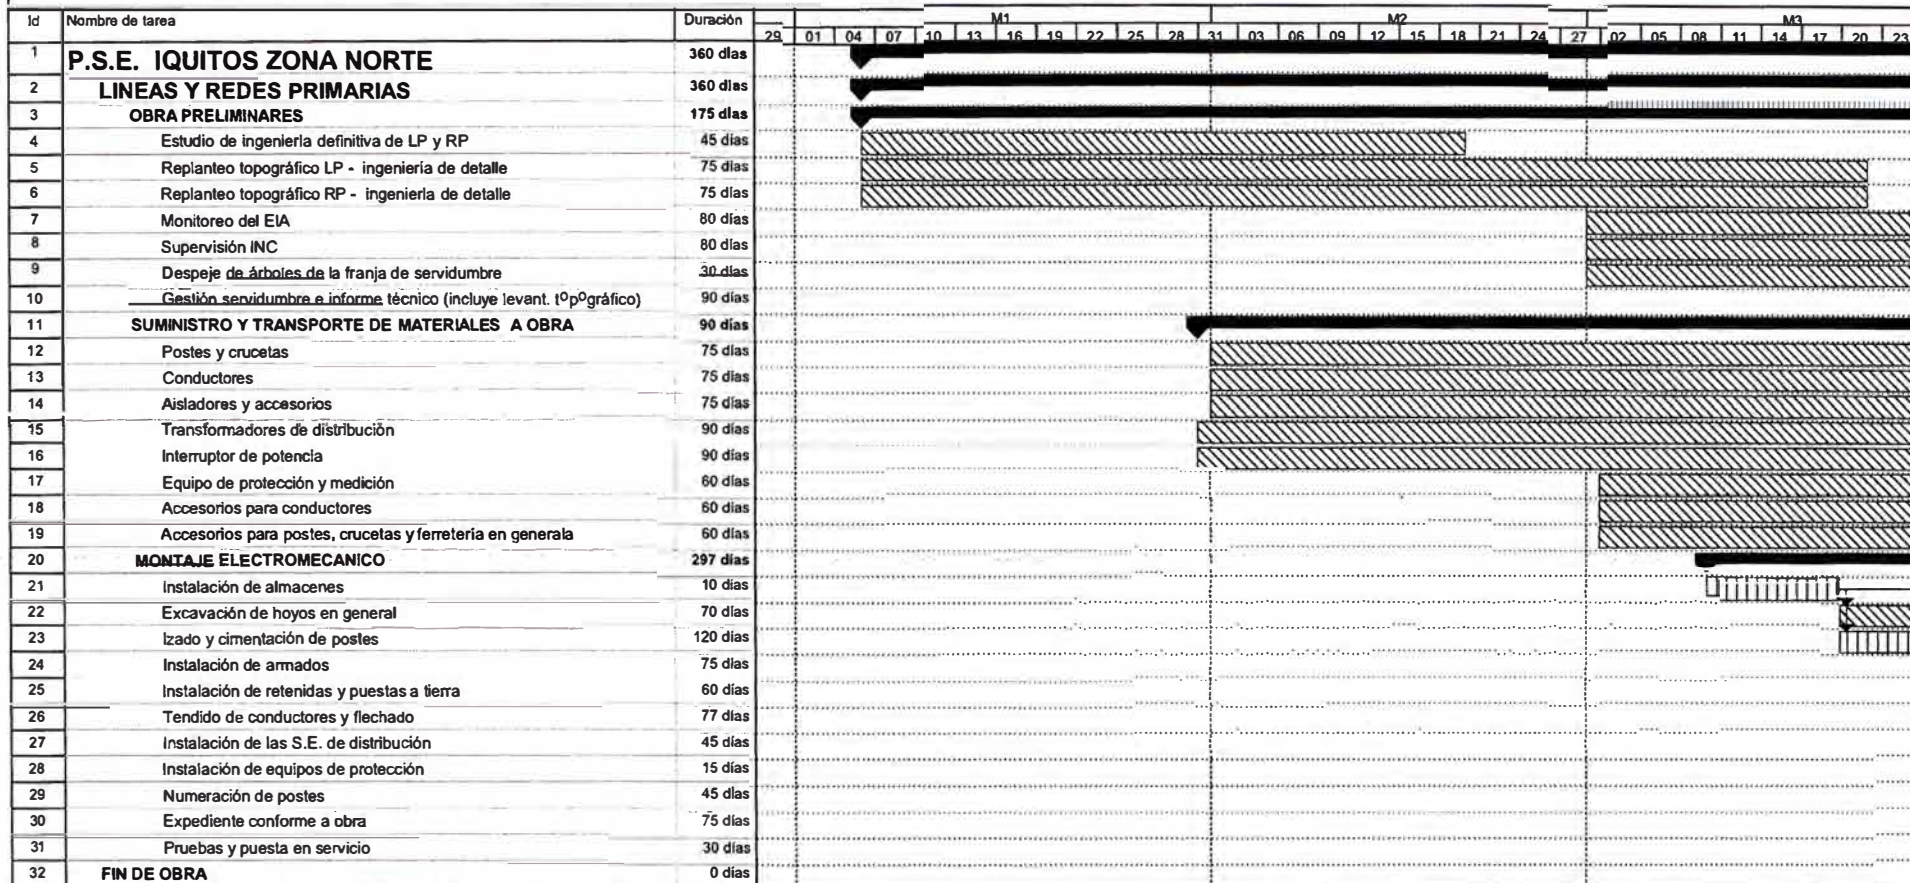 Id Nombre de tarea Duración M1 M2 M3
29 01 04 07 10 13 16 19 22 25 28 31 03 06 09 12 15 18 21 24 27 02 05 08 11 14 17 20 23
1 P.S.E. IQUITOS ZONA NORTE 360 días
2 LINEAS Y REDES PRIMARIAS 360 días
3 OBRA PRELIMINARES 175 días
4 Estudio de ingeniería definitiva de LP y RP 45 días
5 Replanteo topográfico LP - ingeniería de detalle 75 días
6 Replanteo topográfico RP - ingeniería de detalle 75 días
7 Monitoreo del EIA 80 días
8 Supervisión INC 80 días
9 Despeje de árboles de la franja de servidumbre 30 días
10 Gestión servidumbre e informe técnico (incluye levant. topográfico) 90 días
11 SUMINISTRO Y TRANSPORTE DE MATERIALES A OBRA 90 días
12 Postes y crucetas 75 días
13 Conductores 75 días
14 Aisladores y accesorios 75 días
15 Transformadores de distribución 90 días
16 Interruptor de potencia 90 días
17 Equipo de protección y medición 60 días
18 Accesorios para conductores 60 días
19 Accesorios para postes, crucetas y ferretería en generala 60 días
20 MONTAJE ELECTROMECANICO 297 días
21 Instalación de almacenes 10 días
22 Excavación de hoyos en general 70 días
23 Izado y cimentación de postes 120 días
24 Instalación de armados 75 días
25 Instalación de retenidas y puestas a tierra 60 días
26 Tendido de conductores y flechado 77 días
27 Instalación de las S.E. de distribución 45 días
28 Instalación de equipos de protección 15 días
29 Numeración de postes 45 días
30 Expediente conforme a obra 75 días
31 Pruebas y puesta en servicio 30 días
32 FIN DE OBRA 0 días